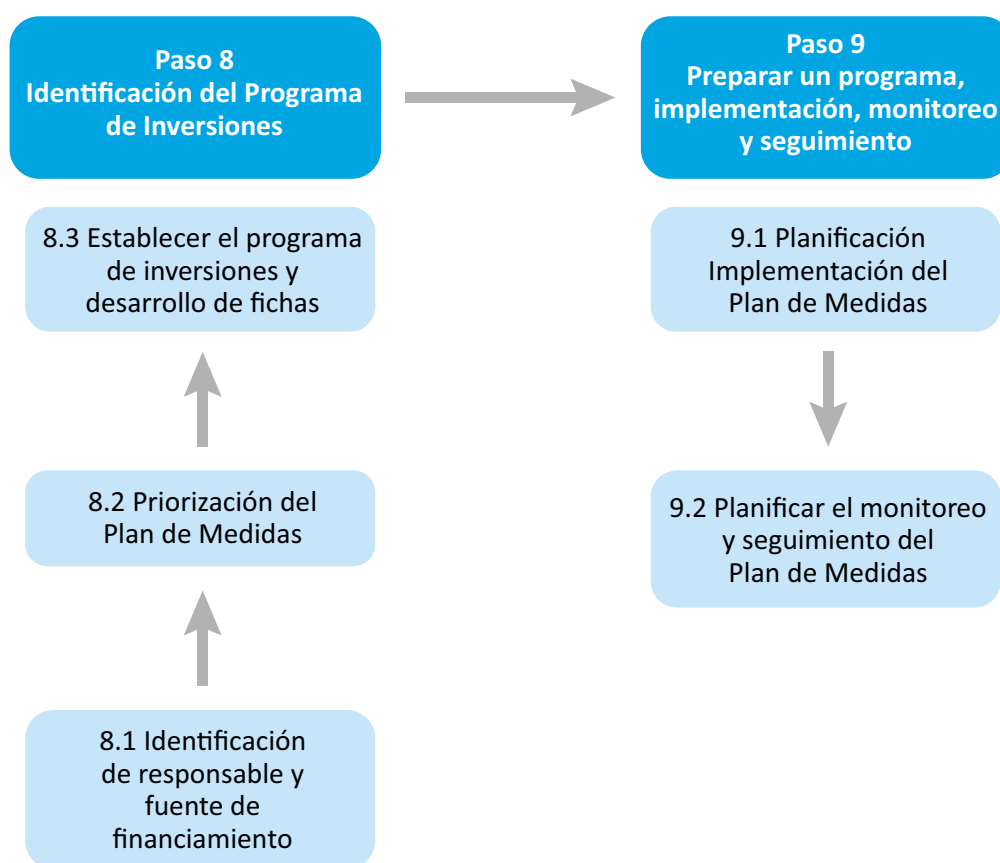 Paso 8
Identificación del Programa
de Inversiones
Paso 9
Preparar un programa,
implementación, monitoreo
y seguimiento
8.3 Establecer el programa
de inversiones y
desarrollo de fichas
9.1 Planificación
Implementación del
Plan de Medidas
8.2 Priorización del
Plan de Medidas
9.2 Planificar el monitoreo
y seguimiento del
Plan de Medidas
8.1 Identificación
de responsable y
fuente de
financiamiento